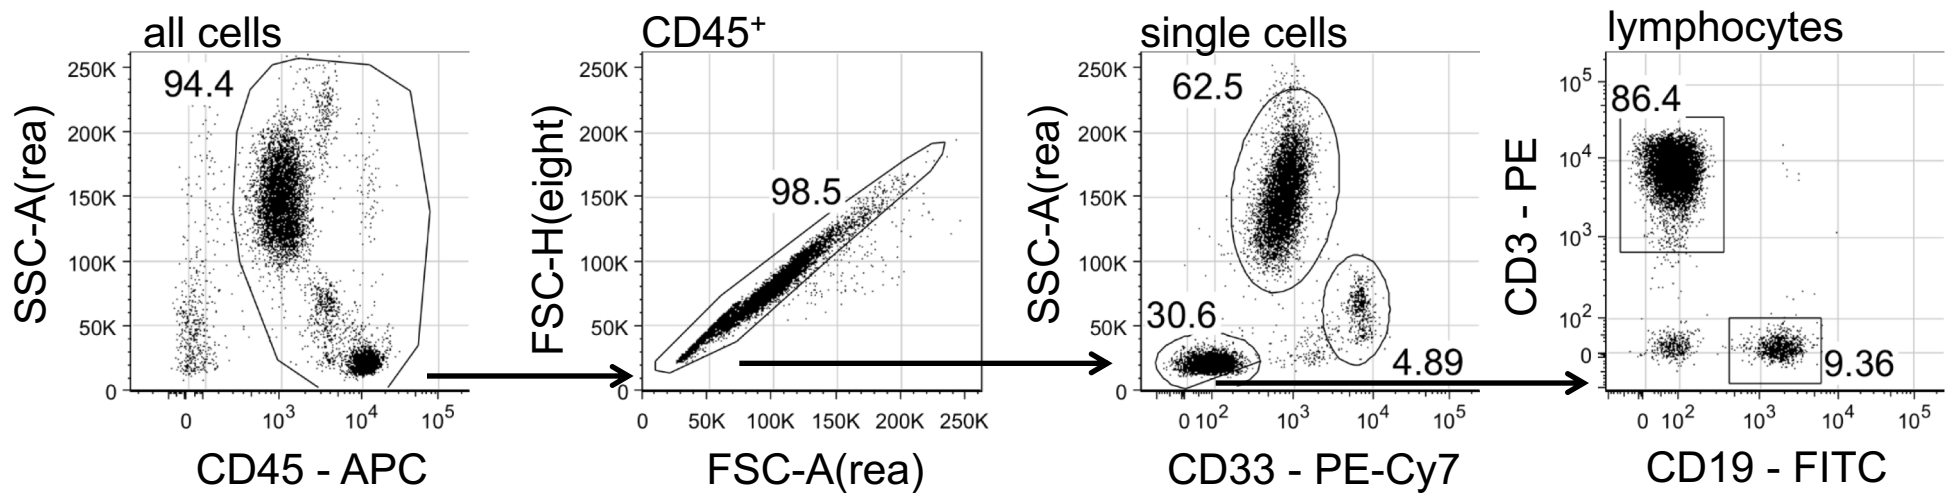 all cells
250K
200K
150K
100K
50K
0
SSC-A(rea)
94.4
0 10³ 10⁴ 10⁵
CD45 - APC
CD45⁺
250K
200K
150K
100K
50K
0
FSC-H(eight)
98.5
0 50K 100K 150K 200K 250K
FSC-A(rea)
single cells
250K
200K
150K
100K
50K
0
SSC-A(rea)
62.5
30.6
4.89
0 10² 10³ 10⁴ 10⁵
CD33 - PE-Cy7
lymphocytes
10⁵
10⁴
10³
10²
0
CD3 - PE
86.4
9.36
0 10² 10³ 10⁴ 10⁵
CD19 - FITC